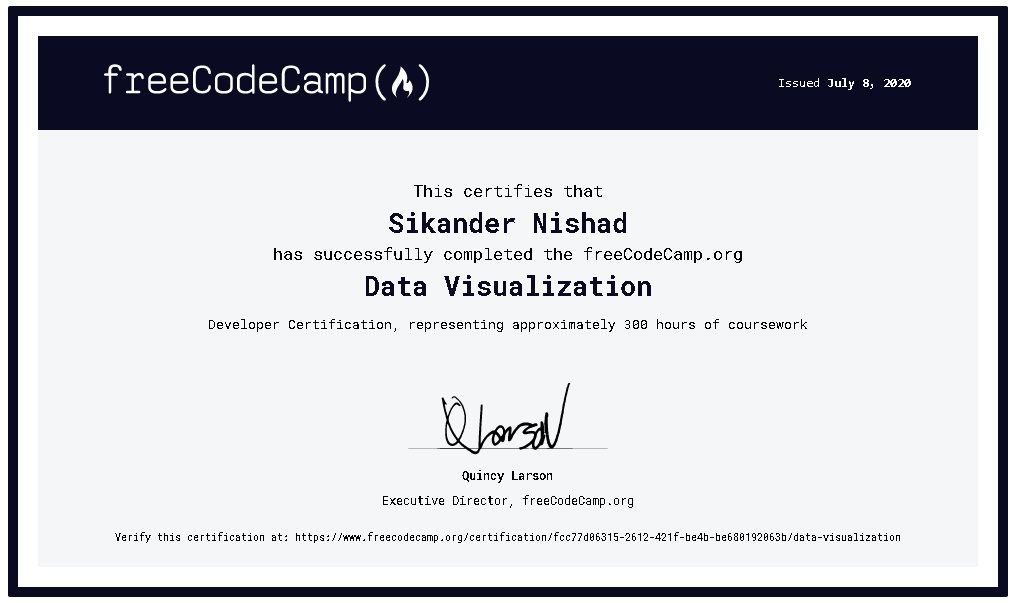 freeCodeCamp(🔥)
Issued July 8, 2020
This certifies that
Sikander Nishad
has successfully completed the freeCodeCamp.org
Data Visualization
Developer Certification, representing approximately 300 hours of coursework
Q Larson
Quincy Larson
Executive Director, freeCodeCamp.org
Verify this certification at: https://www.freecodecamp.org/certification/fcc77d06315-2612-421f-be4b-be680192063b/data-visualization